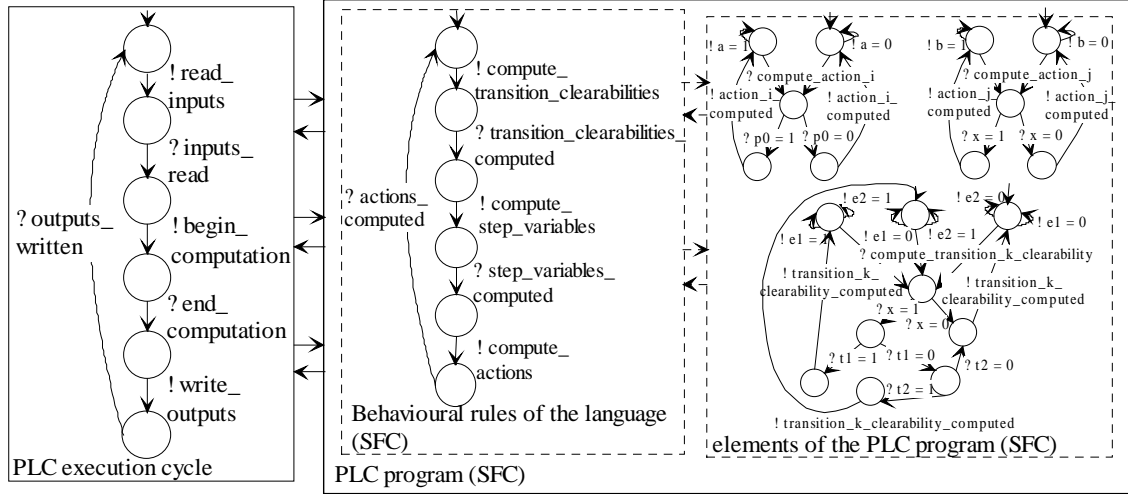 ! read_
inputs
? inputs_
read
? outputs_
written
! begin_
computation
? end_
computation
! write_
outputs
PLC execution cycle
! compute_
transition_clearabilities
? transition_clearabilities_
computed
? actions_
computed
! compute_
step_variables
? step_variables_
computed
! compute_
actions
Behavioural rules of the language
(SFC)
PLC program (SFC)
! a = 1
! a = 0
? compute_action_i
! action_i_
computed
! action_i_
computed
? p0 = 1
? p0 = 0
! b = 1
! b = 0
? compute_action_j
! action_j_
computed
! action_j_
computed
? x = 1
? x = 0
! e2 = 1
! e2 = 0
! e1 = 1
! e1 = 0
! e2 = 1
! e1 = 0
? compute_transition_k_clearability
! transition_k_
clearability_computed
! transition_k_
clearability_computed
? x = 1
? x = 0
? t1 = 1
? t1 = 0
? t2 = 0
? t2 = 1
! transition_k_clearability_computed
elements of the PLC program (SFC)